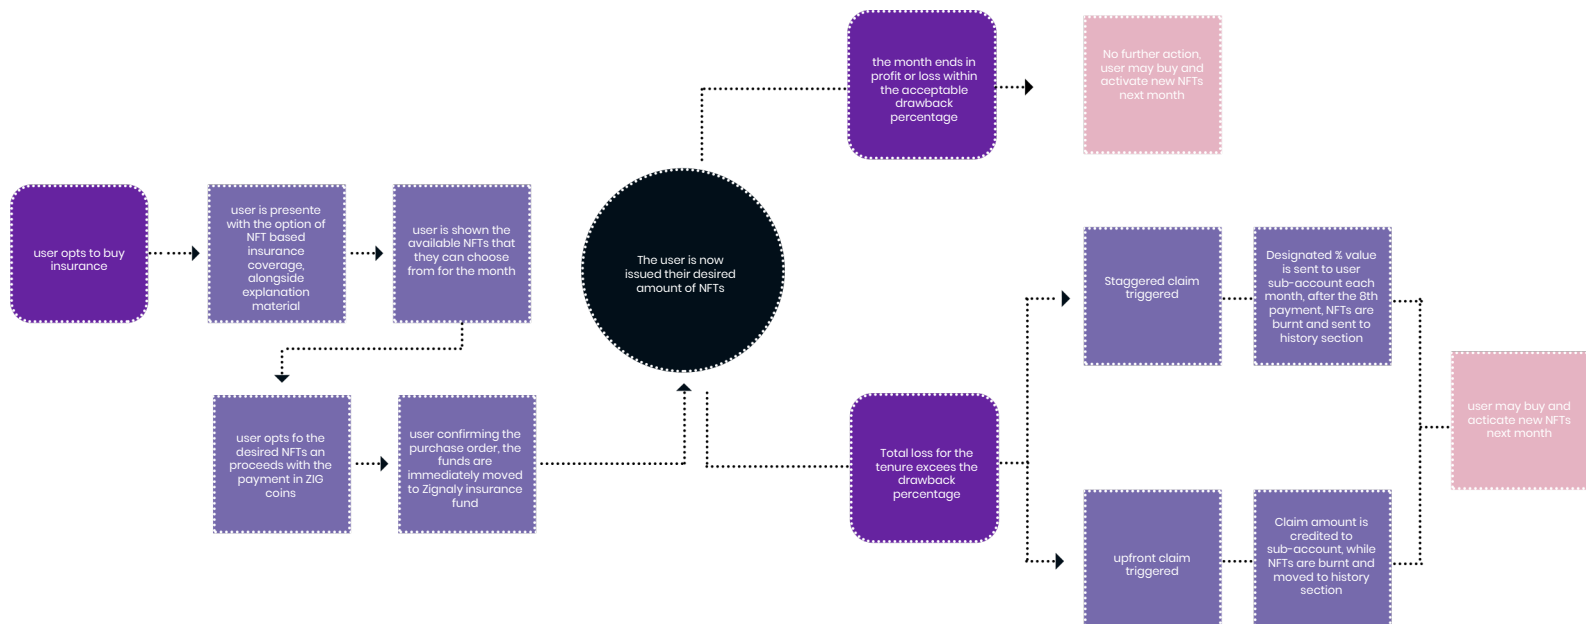 user opts to buy
insurance
user is presente
with the option of
NFT based
insurance
coverage,
alongside
explanation
material
user is shown the
available NFTs that
they can choose
from for the month
user opts fo the
desired NFTs an
proceeds with the
payment in ZIG
coins
user confirming the
purchase order, the
funds are
immediately moved
to Zignaly insurance
fund
The user is now
issued their desired
amount of NFTs
the month ends in
profit or loss within
the acceptable
drawback
percentage
No further action,
user may buy and
activate new NFTs
next month
Total loss for the
tenure excees the
drawback
percentage
Staggered claim
triggered
Designated % value
is sent to user
sub-account each
month, after the 8th
payment, NFTs are
burnt and sent to
history section
upfront claim
triggered
Claim amount is
credited to
sub-account, while
NFTs are burnt and
moved to history
section
user may buy and
acticate new NFTs
next month